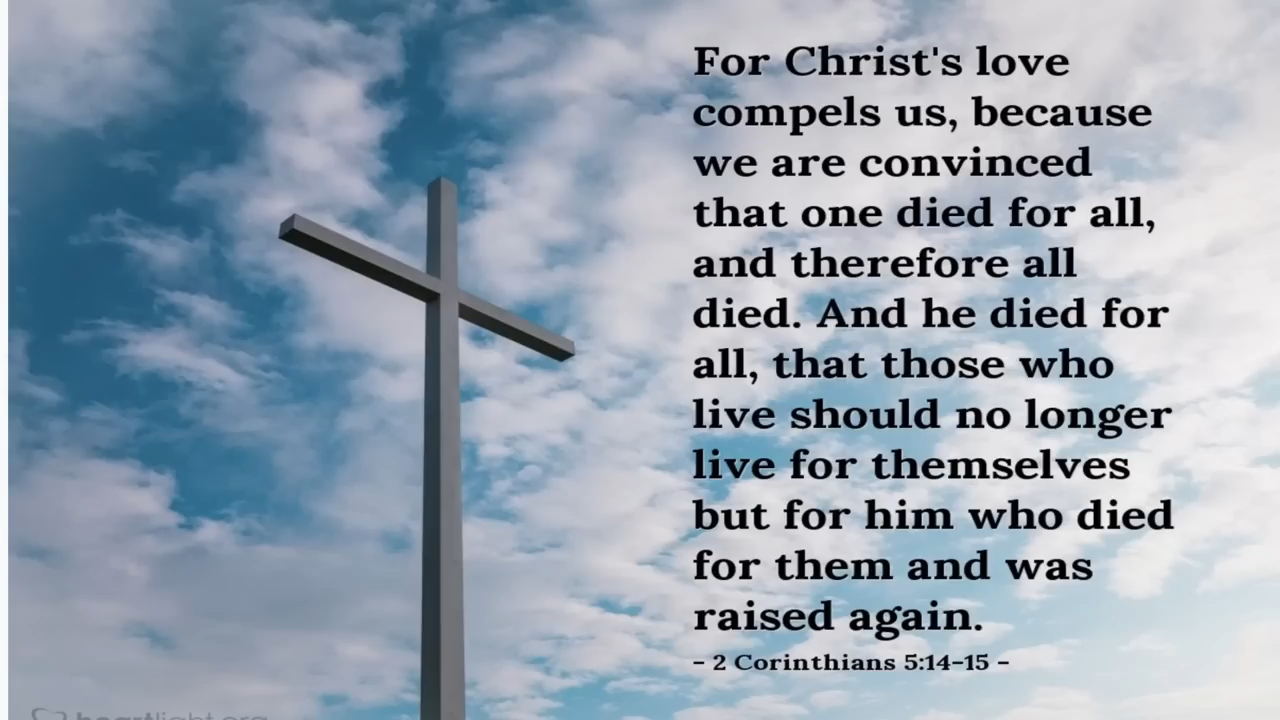 For Christ's love
compels us, because
we are convinced
that one died for all,
and therefore all
died. And he died for
all, that those who
live should no longer
live for themselves
but for him who died
for them and was
raised again.
– 2 Corinthians 5:14–15 –
heartlight.org